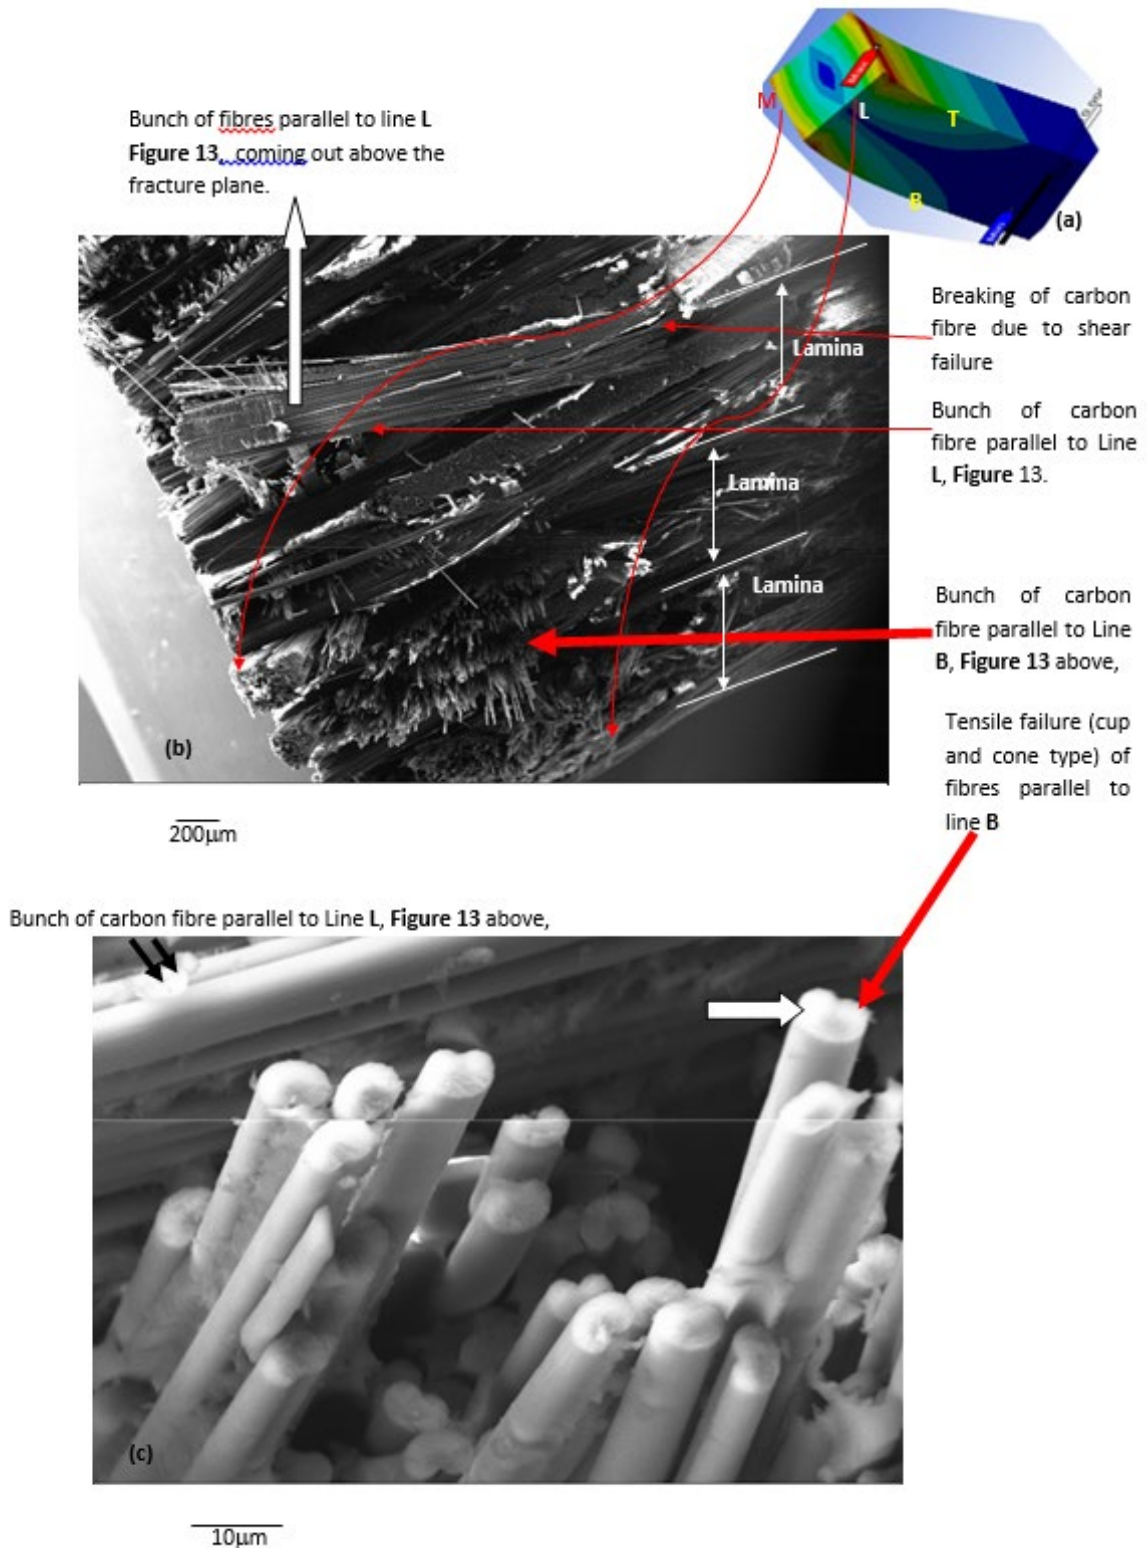 M
L
T
B
(a)
Bunch of fibres parallel to line L
Figure 13, coming out above the
fracture plane.
Breaking of carbon
fibre due to shear
failure
Lamina
Bunch of carbon
fibre parallel to Line
L, Figure 13.
Lamina
Lamina
Bunch of carbon
fibre parallel to Line
B, Figure 13 above,
Tensile failure (cup
and cone type) of
fibres parallel to
line B
(b)
200μm
Bunch of carbon fibre parallel to Line L, Figure 13 above,
(c)
10μm